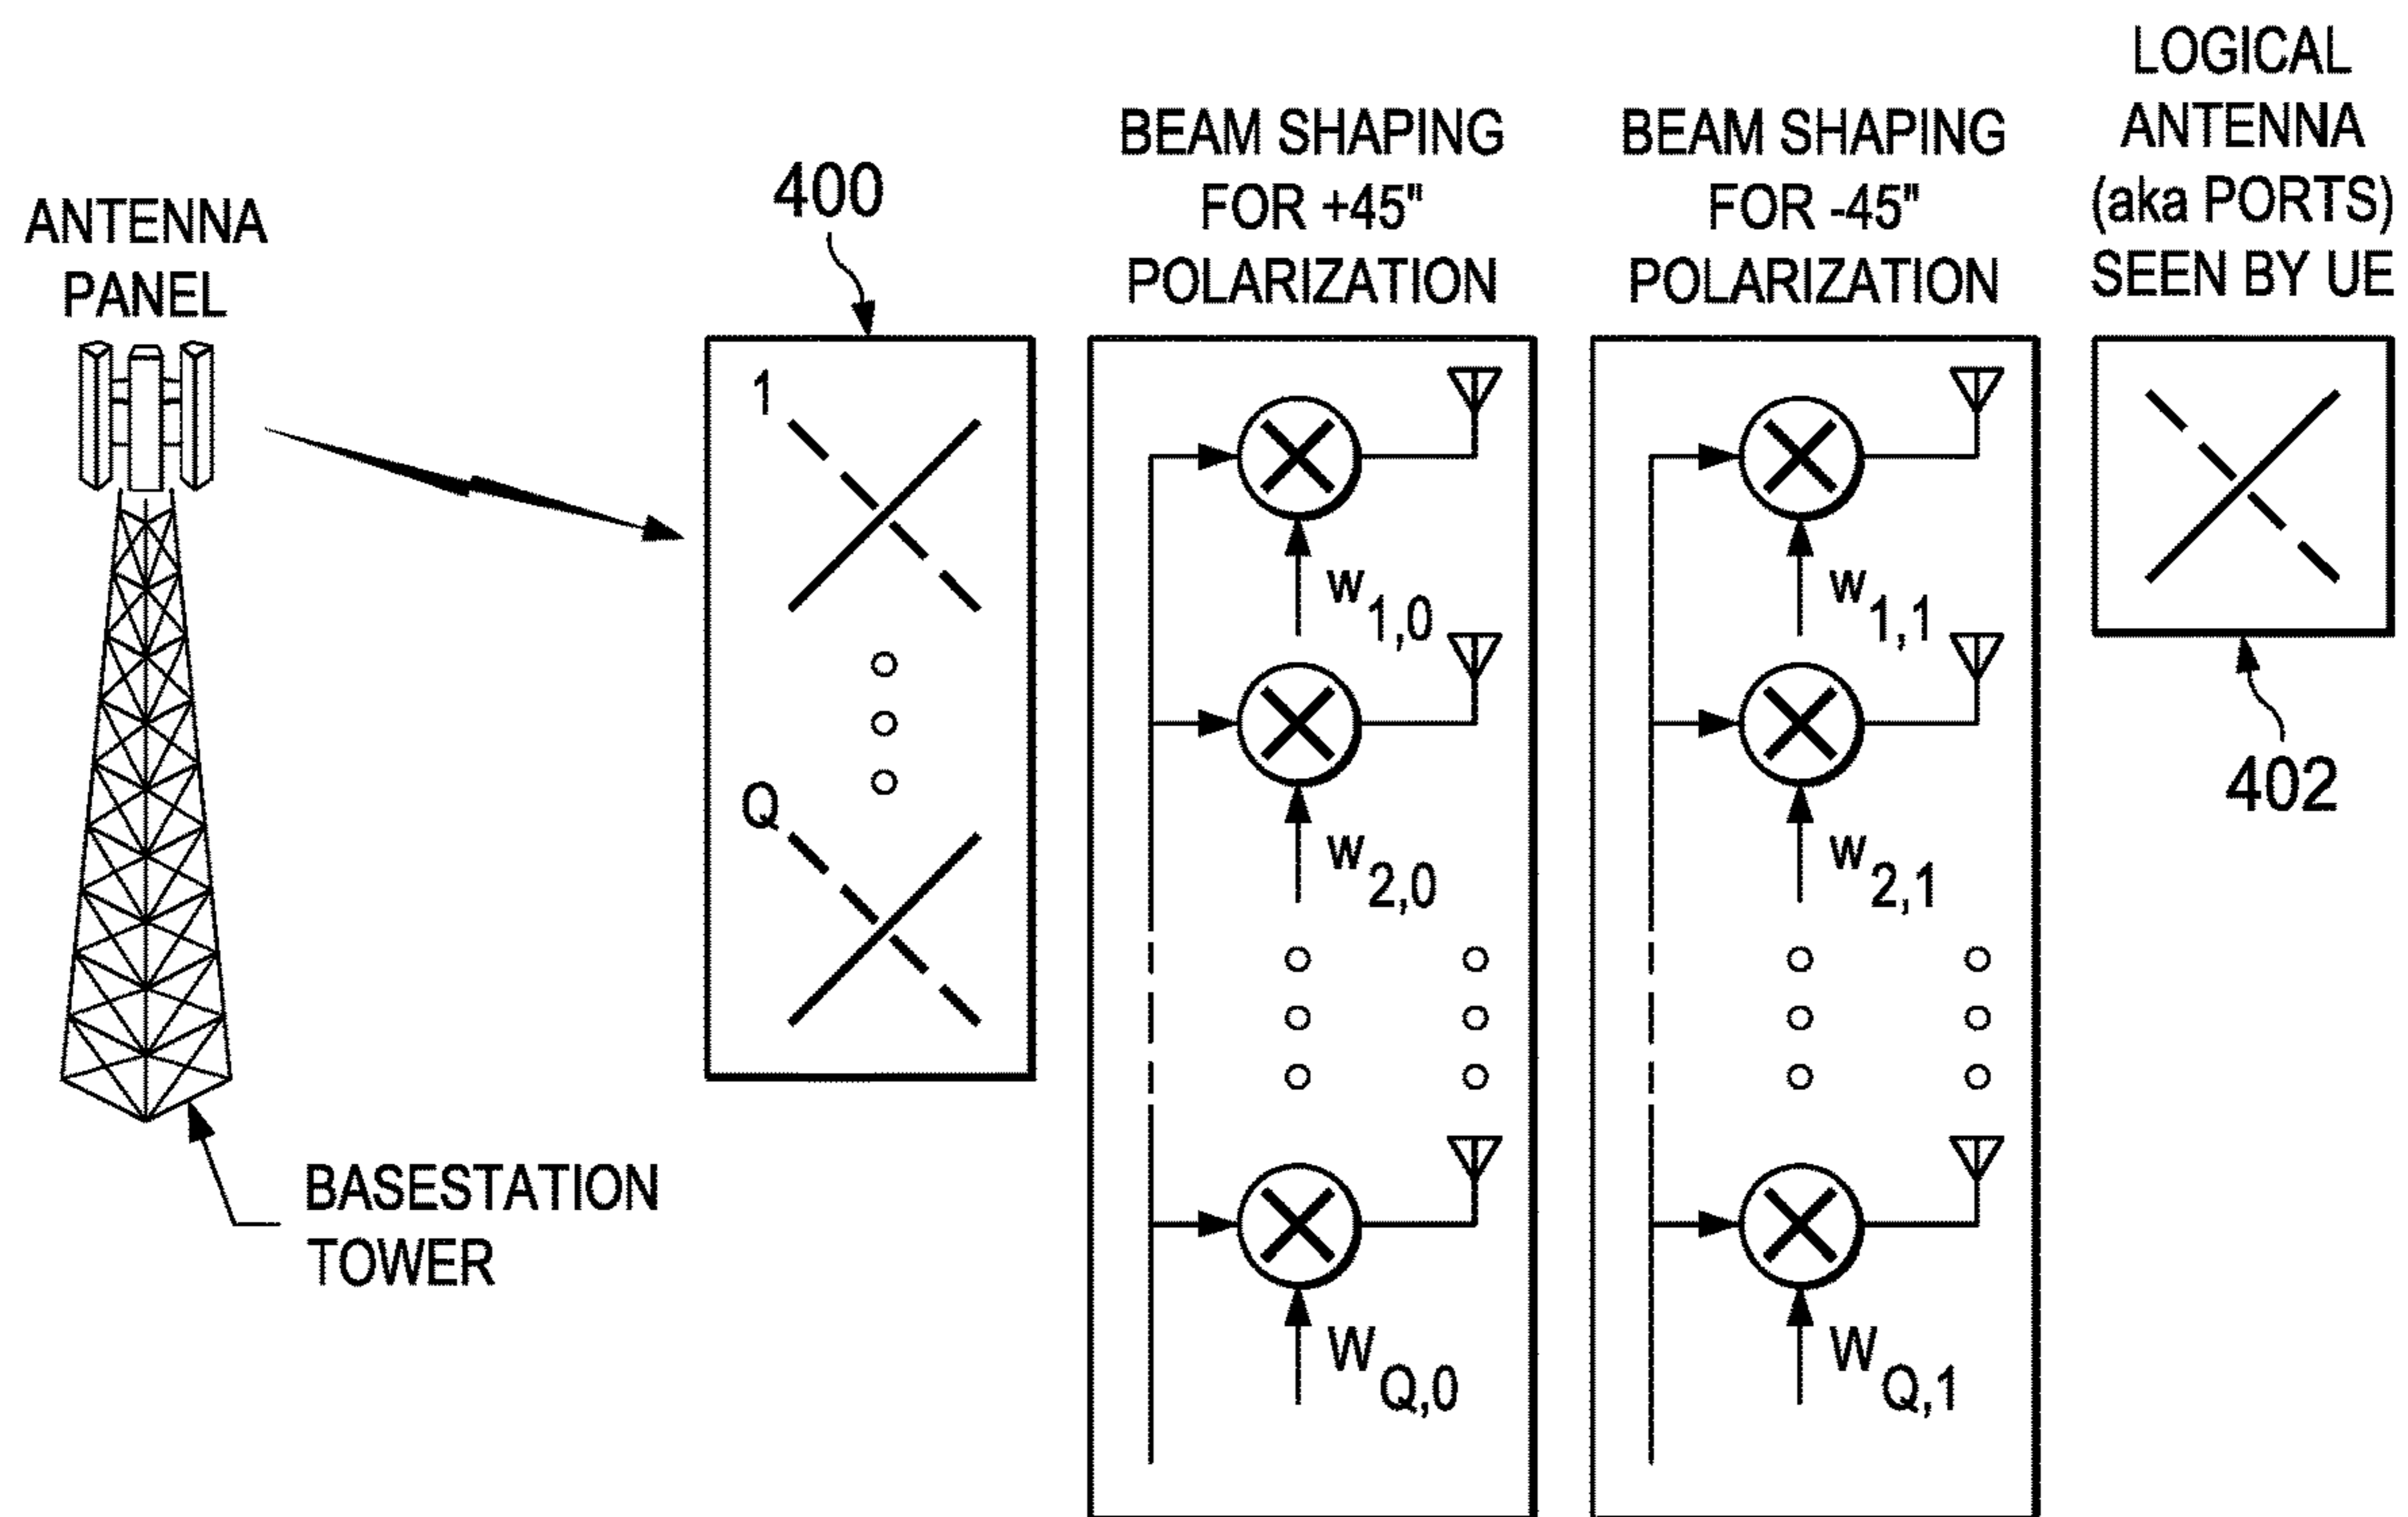 ANTENNA
PANEL
BASESTATION
TOWER
400
1
Q
BEAM SHAPING
FOR +45"
POLARIZATION
w1,0
w2,0
WQ,0
BEAM SHAPING
FOR -45"
POLARIZATION
w1,1
w2,1
WQ,1
LOGICAL
ANTENNA
(aka PORTS)
SEEN BY UE
402